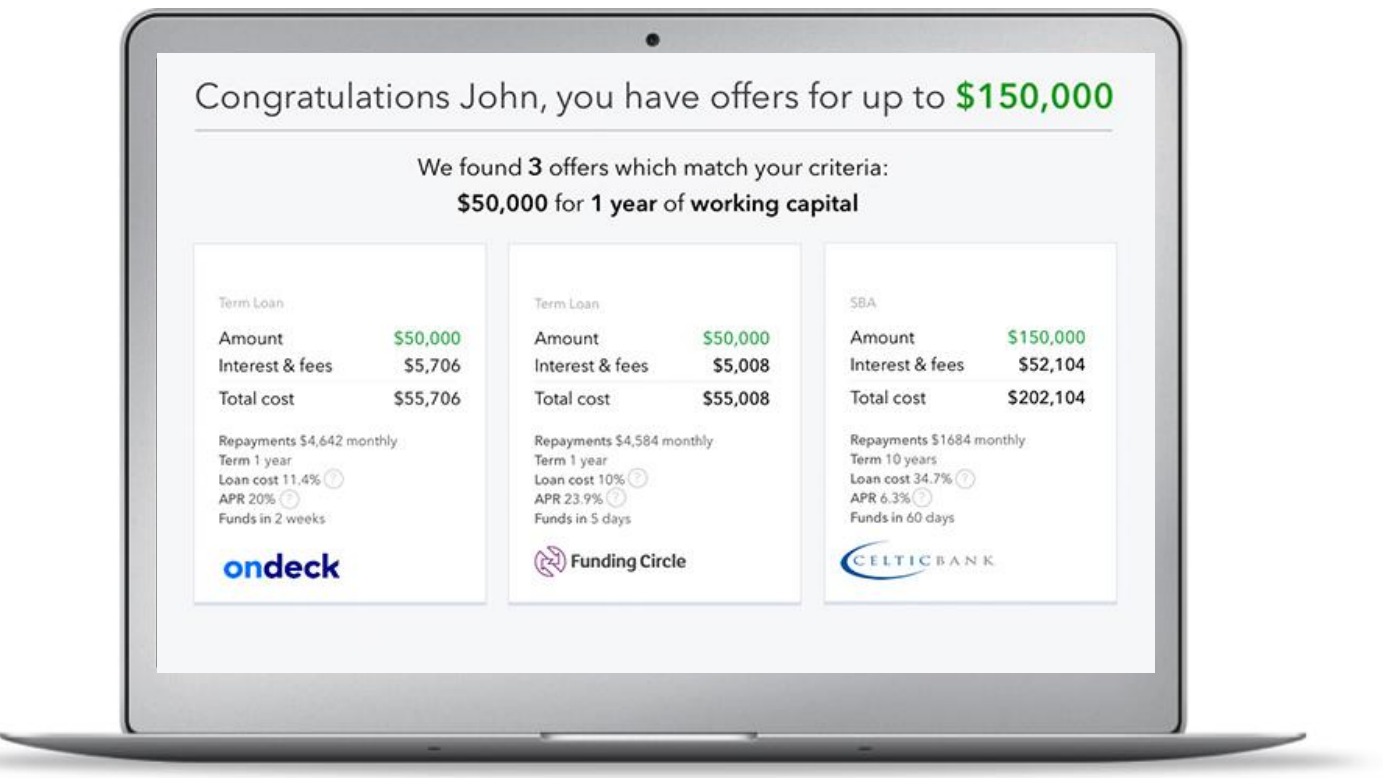 Congratulations John, you have offers for up to $150,000
We found 3 offers which match your criteria:
$50,000 for 1 year of working capital
Term Loan
Amount $50,000
Interest & fees $5,706
Total cost $55,706
Repayments $4,642 monthly
Term 1 year
Loan cost 11.4% ?
APR 20% ?
Funds in 2 weeks
ondeck
Term Loan
Amount $50,000
Interest & fees $5,008
Total cost $55,008
Repayments $4,584 monthly
Term 1 year
Loan cost 10% ?
APR 23.9% ?
Funds in 5 days
Funding Circle
SBA
Amount $150,000
Interest & fees $52,104
Total cost $202,104
Repayments $1684 monthly
Term 10 years
Loan cost 34.7% ?
APR 6.3% ?
Funds in 60 days
CELTIC BANK